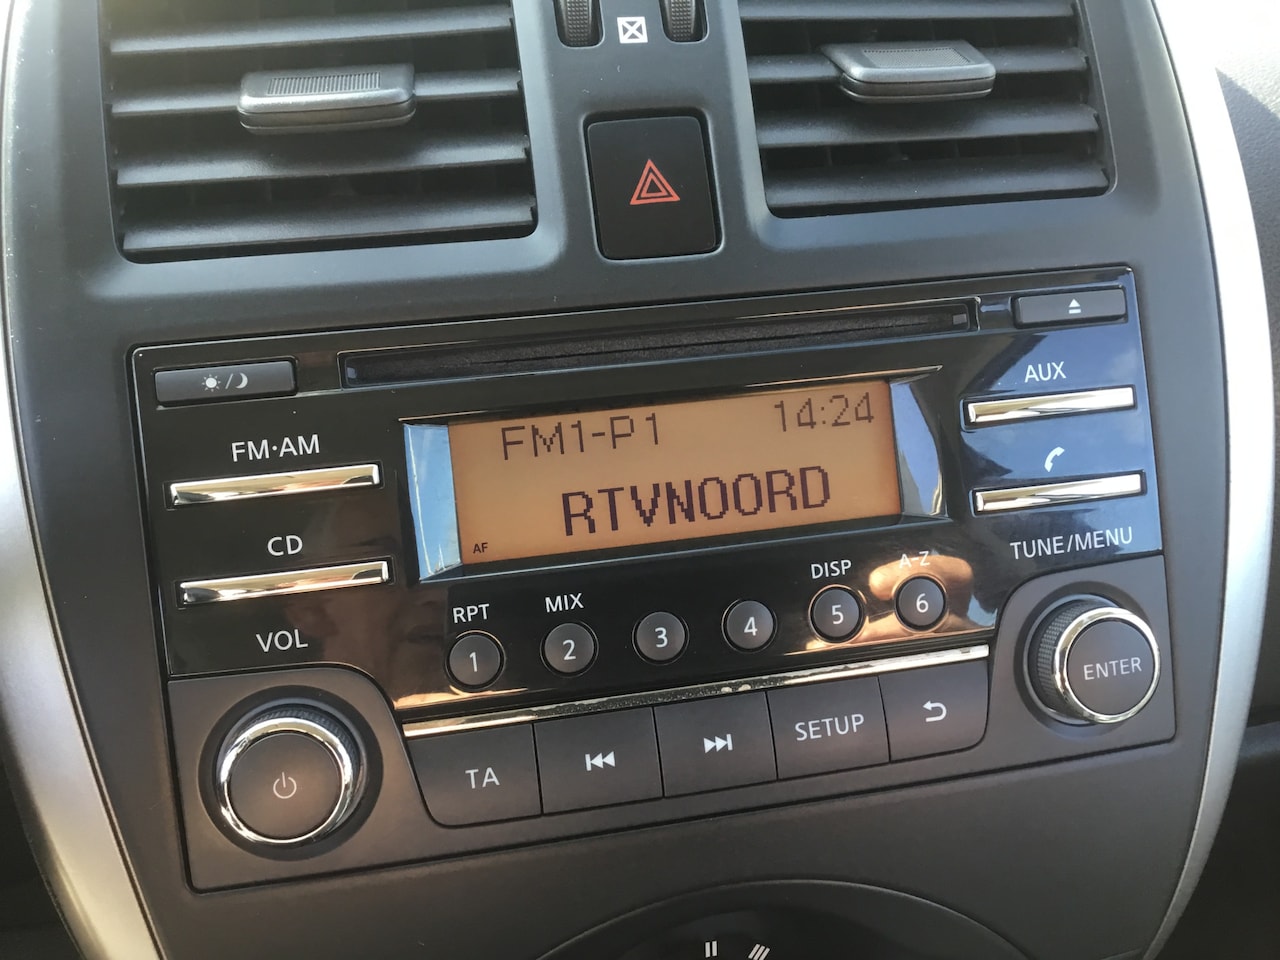 FM•AM
AUX
FM1-P1 14:24
RTVNOORD
AF
CD
TUNE/MENU
VOL
RPT MIX DISP A-Z
1 2 3 4 5 6
ENTER
TA SETUP